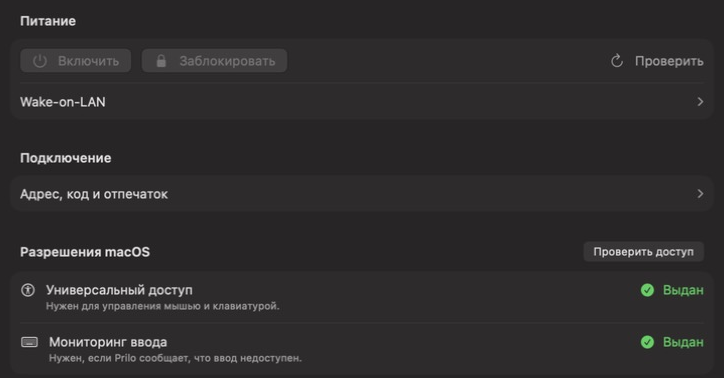 Питание
Включить
Заблокировать
Проверить
Wake-on-LAN
Подключение
Адрес, код и отпечаток
Разрешения macOS
Проверить доступ
Универсальный доступ
Выдан
Нужен для управления мышью и клавиатурой.
Мониторинг ввода
Выдан
Нужен, если Prilo сообщает, что ввод недоступен.